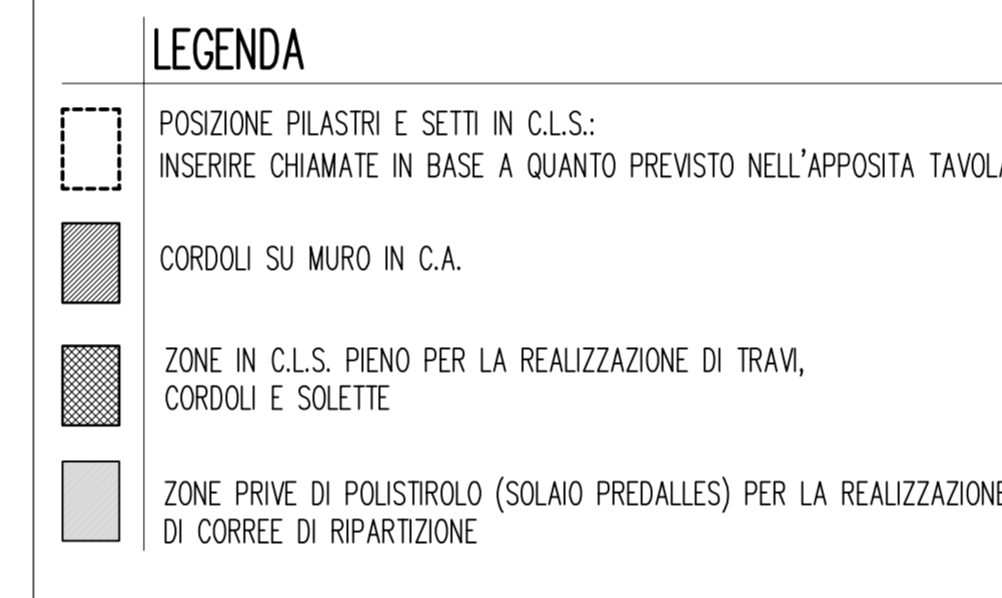 LEGENDA
POSIZIONE PILASTRI E SETTI IN C.L.S.:
INSERIRE CHIAMATE IN BASE A QUANTO PREVISTO NELL'APPOSITA TAVOLA
CORDOLI SU MURO IN C.A.
ZONE IN C.L.S. PIENO PER LA REALIZZAZIONE DI TRAVI,
CORDOLI E SOLETTE
ZONE PRIVE DI POLISTIROLO (SOLAIO PREDALLES) PER LA REALIZZAZIONE
DI CORREE DI RIPARTIZIONE